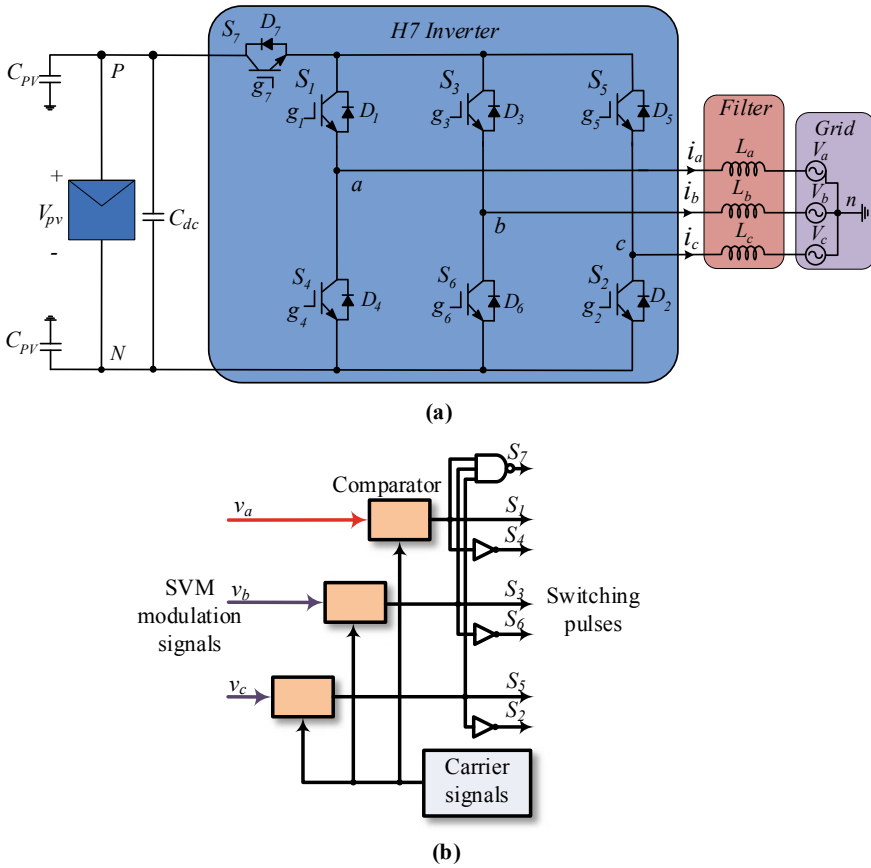 H7 Inverter
S7 D7
g7
CPV
P
S1
g1
D1
S3
g3
D3
S5
g5
D5
Filter
Grid
+
Vpv
-
Cdc
a
b
c
ia
ib
ic
La
Lb
Lc
Va
Vb
Vc
n
S4
g4
D4
S6
g6
D6
S2
g2
D2
CPV
N
(a)
S7
Comparator
va
S1
S4
SVM
modulation
signals
vb
S3
S6
Switching
pulses
vc
S5
S2
Carrier
signals
(b)